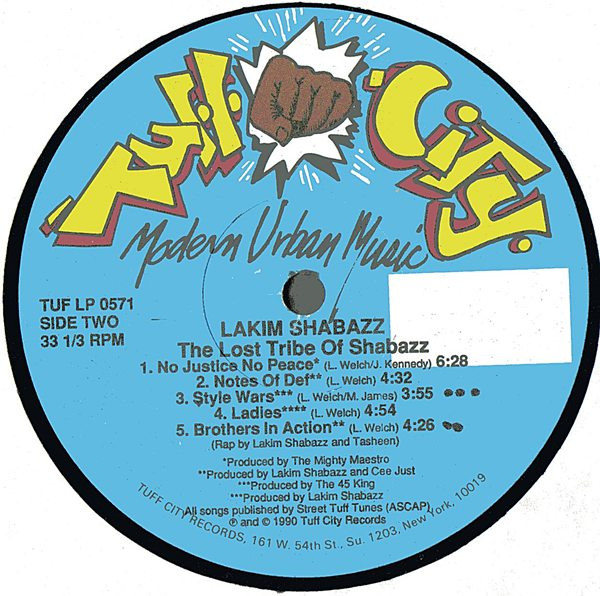 Tuff City
Modern Urban Music
TUF LP 0571
SIDE TWO
33 1/3 RPM
LAKIM SHABAZZ
The Lost Tribe Of Shabazz
1. No Justice No Peace* (L. Welch/J. Kennedy) 6:28
2. Notes Of Def** (L. Welch) 4:32
3. Style Wars*** (L. Welch/M. James) 3:55
4. Ladies**** (L. Welch) 4:54
5. Brothers In Action** (L. Welch) 4:26
(Rap by Lakim Shabazz and Tasheen)
*Produced by The Mighty Maestro
**Produced by Lakim Shabazz and Cee Just
***Produced by The 45 King
***Produced by Lakim Shabazz
All songs published by Street Tuff Tunes (ASCAP)
℗ and © 1990 Tuff City Records
TUFF CITY RECORDS, 161 W. 54th St., Su. 1203, New York, 10019